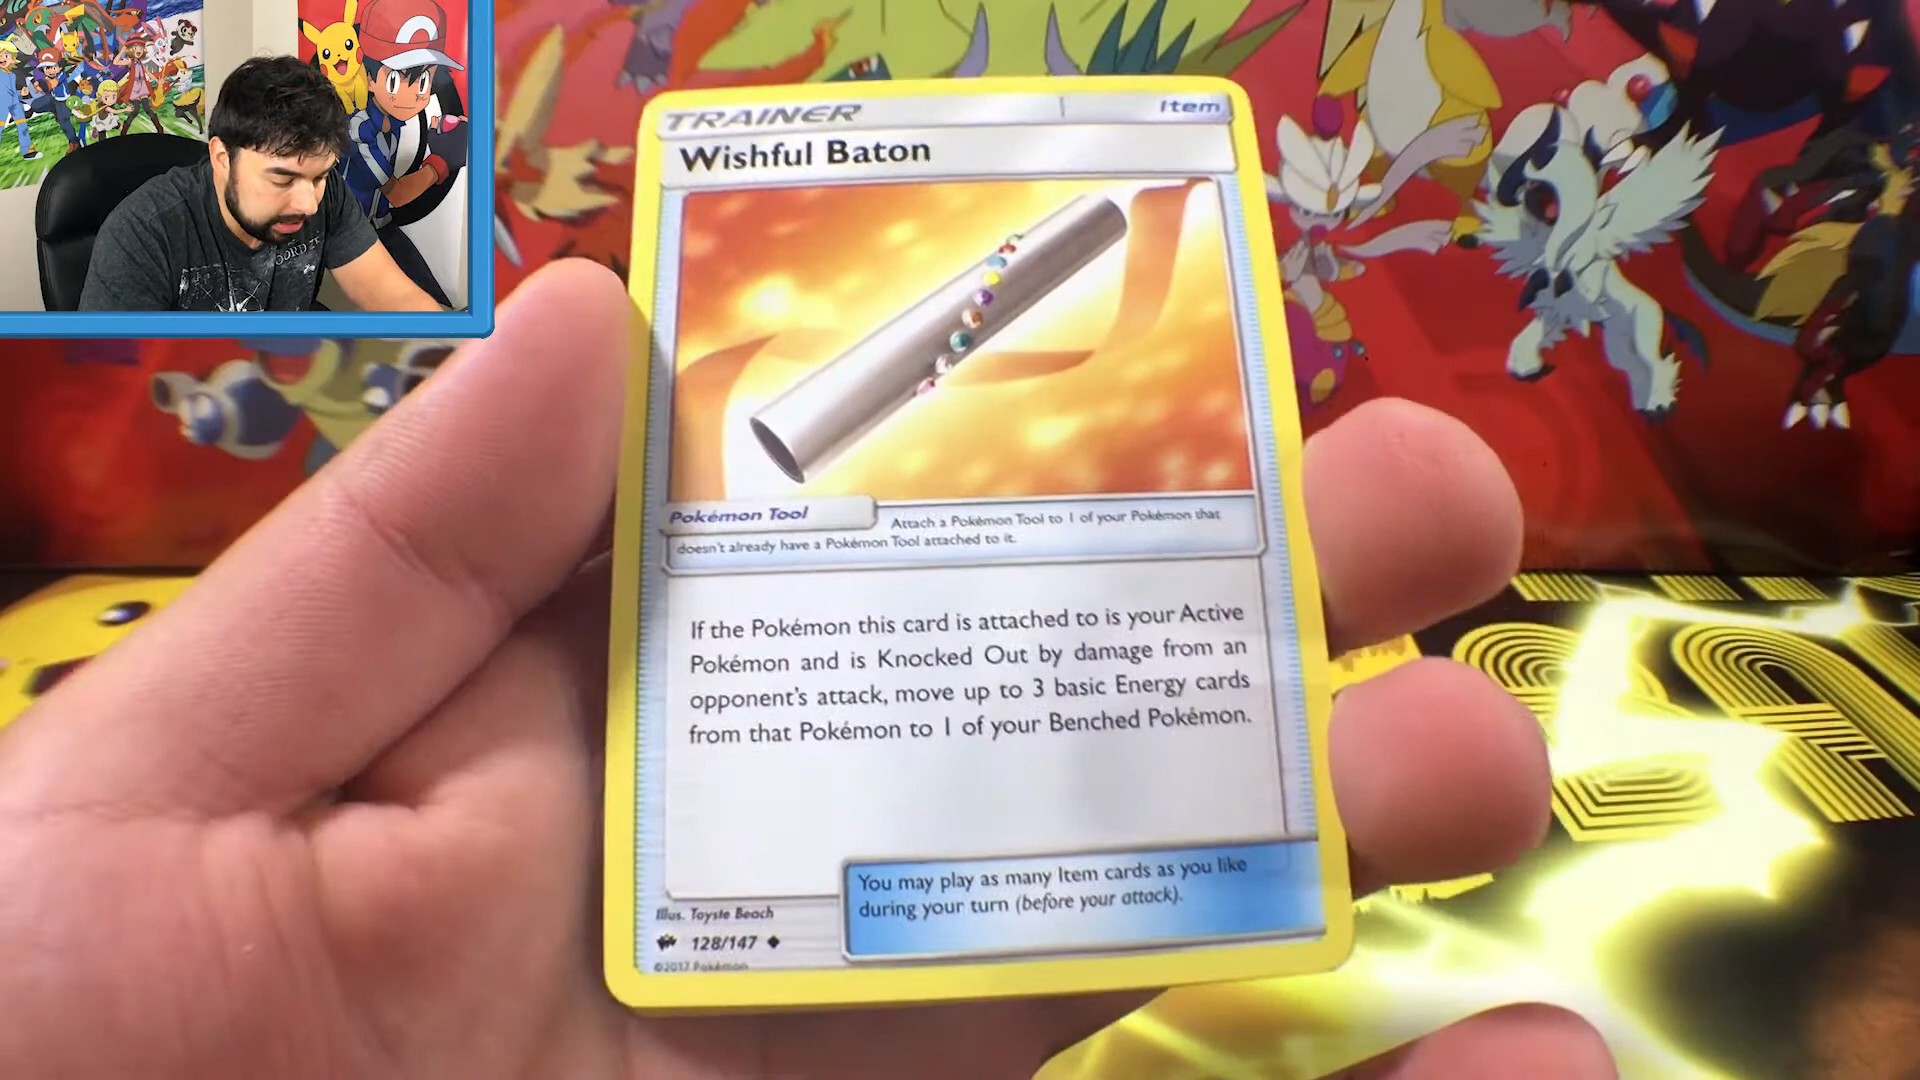 TRAINER
Item
Wishful Baton
Pokémon Tool
Attach a Pokémon Tool to 1 of your Pokémon that
doesn't already have a Pokémon Tool attached to it.
If the Pokémon this card is attached to is your Active
Pokémon and is Knocked Out by damage from an
opponent's attack, move up to 3 basic Energy cards
from that Pokémon to 1 of your Benched Pokémon.
You may play as many Item cards as you like
during your turn (before your attack).
Illus. Toyste Beach
128/147
©2017 Pokémon